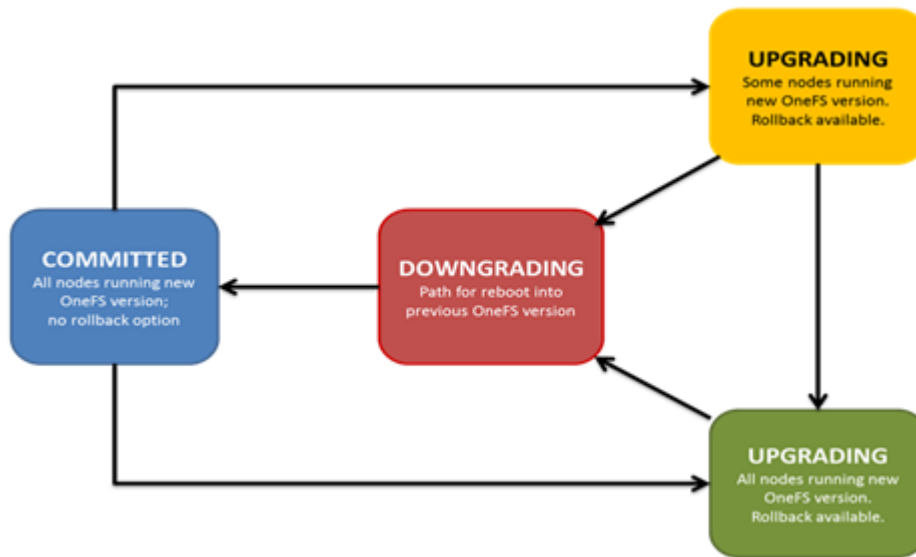 UPGRADING
Some nodes running
new OneFS version.
Rollback available.
COMMITTED
All nodes running new
OneFS version;
no rollback option
DOWNGRADING
Path for reboot into
previous OneFS version
UPGRADING
All nodes running new
OneFS version.
Rollback available.